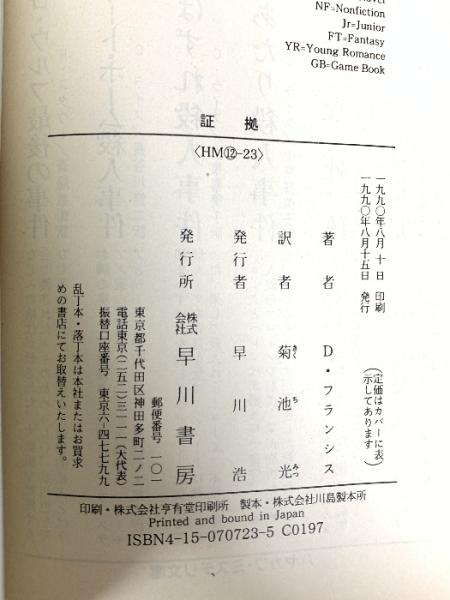 NF=Nonfiction
Jr=Junior
FT=Fantasy
YR=Young Romance
GB=Game Book
証拠
〈HM⑫-23〉
一九九〇年八月十日 印刷
一九九〇年八月十五日 発行
(定価はカバーに表
示してあります)
著者 D・フランシス
訳者 菊池光
きくちみつ
発行者 早川浩
発行所 株式会社 早川書房
郵便番号 一〇一
東京都千代田区神田多町二ノ二
電話東京(二五二)三一一一(大代表)
振替口座番号 東京六-四七七九九
乱丁本・落丁本は本社またはお買求
めの書店にてお取替えいたします。
印刷・株式会社亨有堂印刷所 製本・株式会社川島製本所
Printed and bound in Japan
ISBN4-15-070723-5 C0197